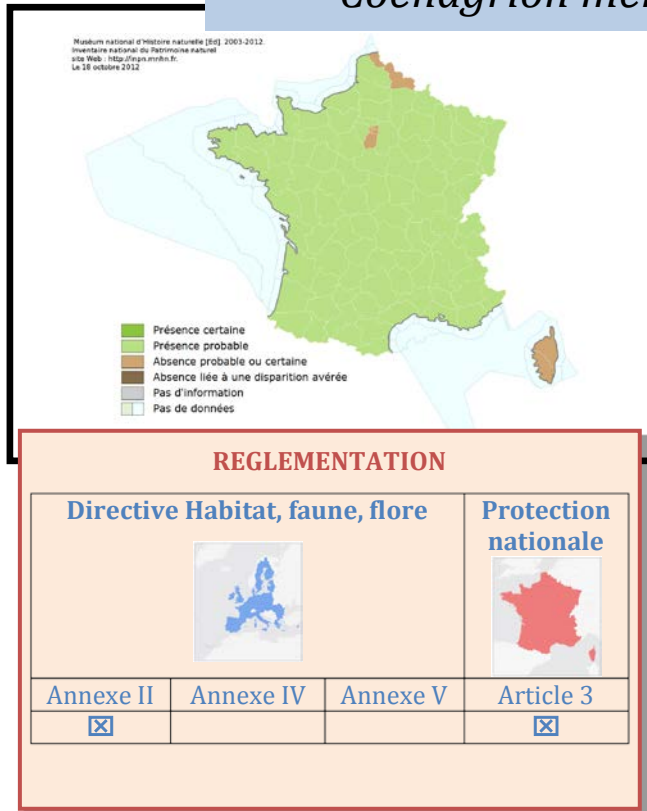 Coenagrion mer
Muséum national d'Histoire naturelle [Ed]. 2003-2012.
Inventaire national du Patrimoine naturel
site Web : http://inpn.mnhn.fr.
Le 18 octobre 2012
Présence certaine
Présence probable
Absence probable ou certaine
Absence liée à une disparition avérée
Pas d'information
Pas de données
REGLEMENTATION
Directive Habitat, faune, flore
Protection
nationale
Annexe II
Annexe IV
Annexe V
Article 3
☒
☒